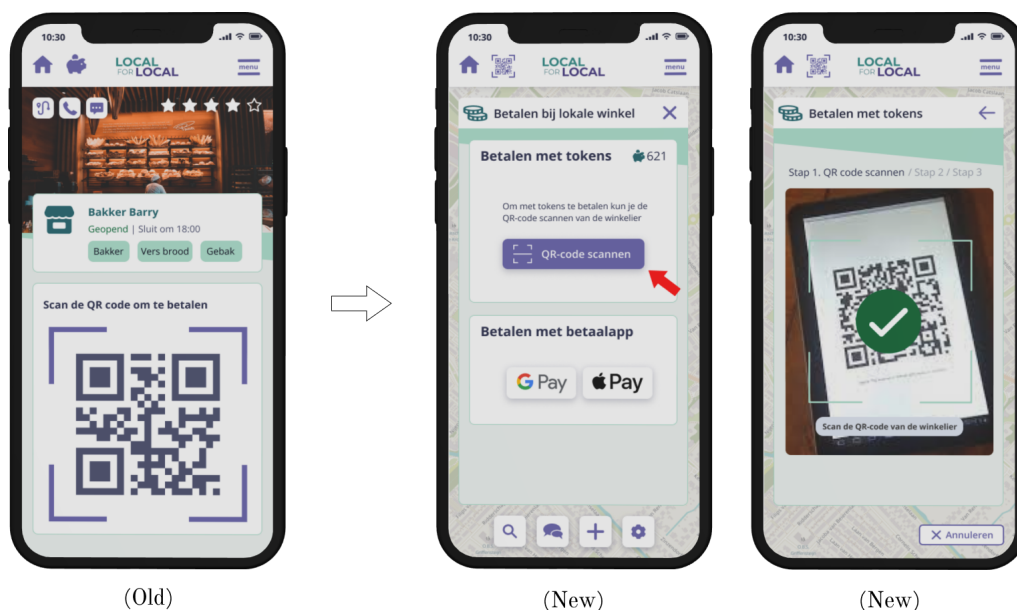 10:30
LOCAL
FOR LOCAL
menu
Bakker Barry
Geopend | Sluit om 18:00
Bakker
Vers brood
Gebak
Scan de QR code om te betalen
(Old)
10:30
LOCAL
FOR LOCAL
menu
Betalen bij lokale winkel
Betalen met tokens
621
Om met tokens te betalen kun je de
QR-code scannen van de winkelier
QR-code scannen
Betalen met betaalapp
G Pay
Pay
(New)
10:30
LOCAL
FOR LOCAL
menu
Betalen met tokens
Stap 1. QR code scannen / Stap 2 / Stap 3
Scan de QR-code van de winkelier
Annuleren
(New)